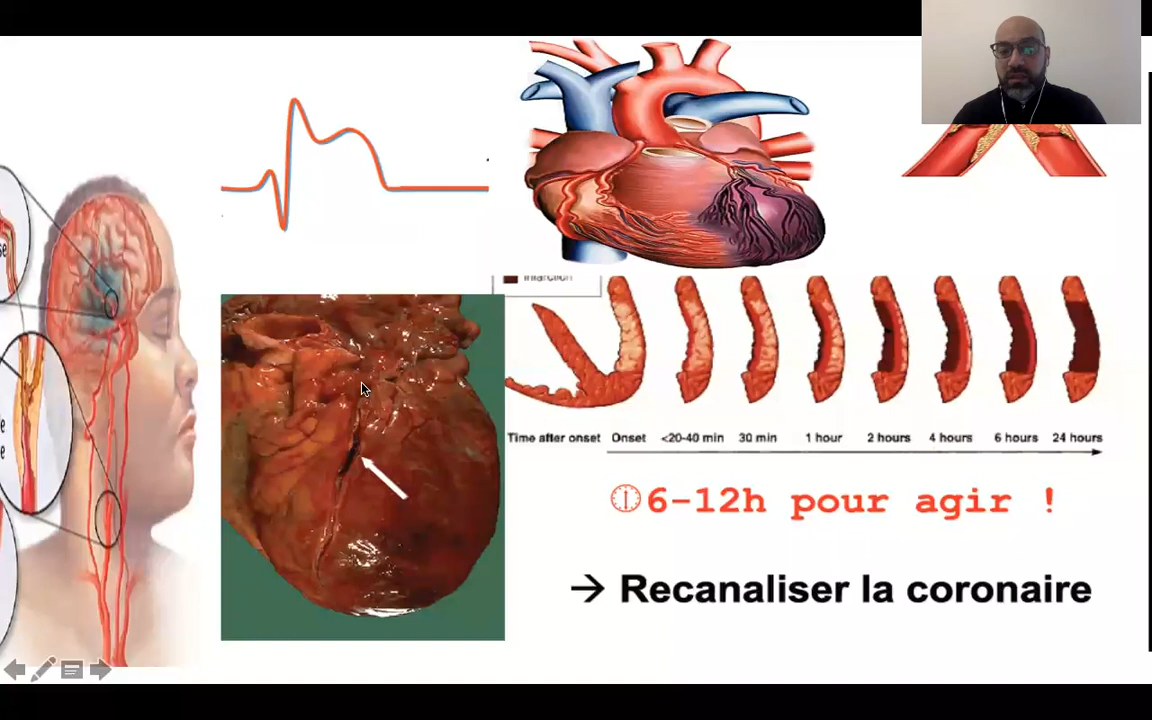 Infarction
Time after onset Onset <20-40 min 30 min 1 hour 2 hours 4 hours 6 hours 24 hours
6-12h pour agir !
→ Recanaliser la coronaire